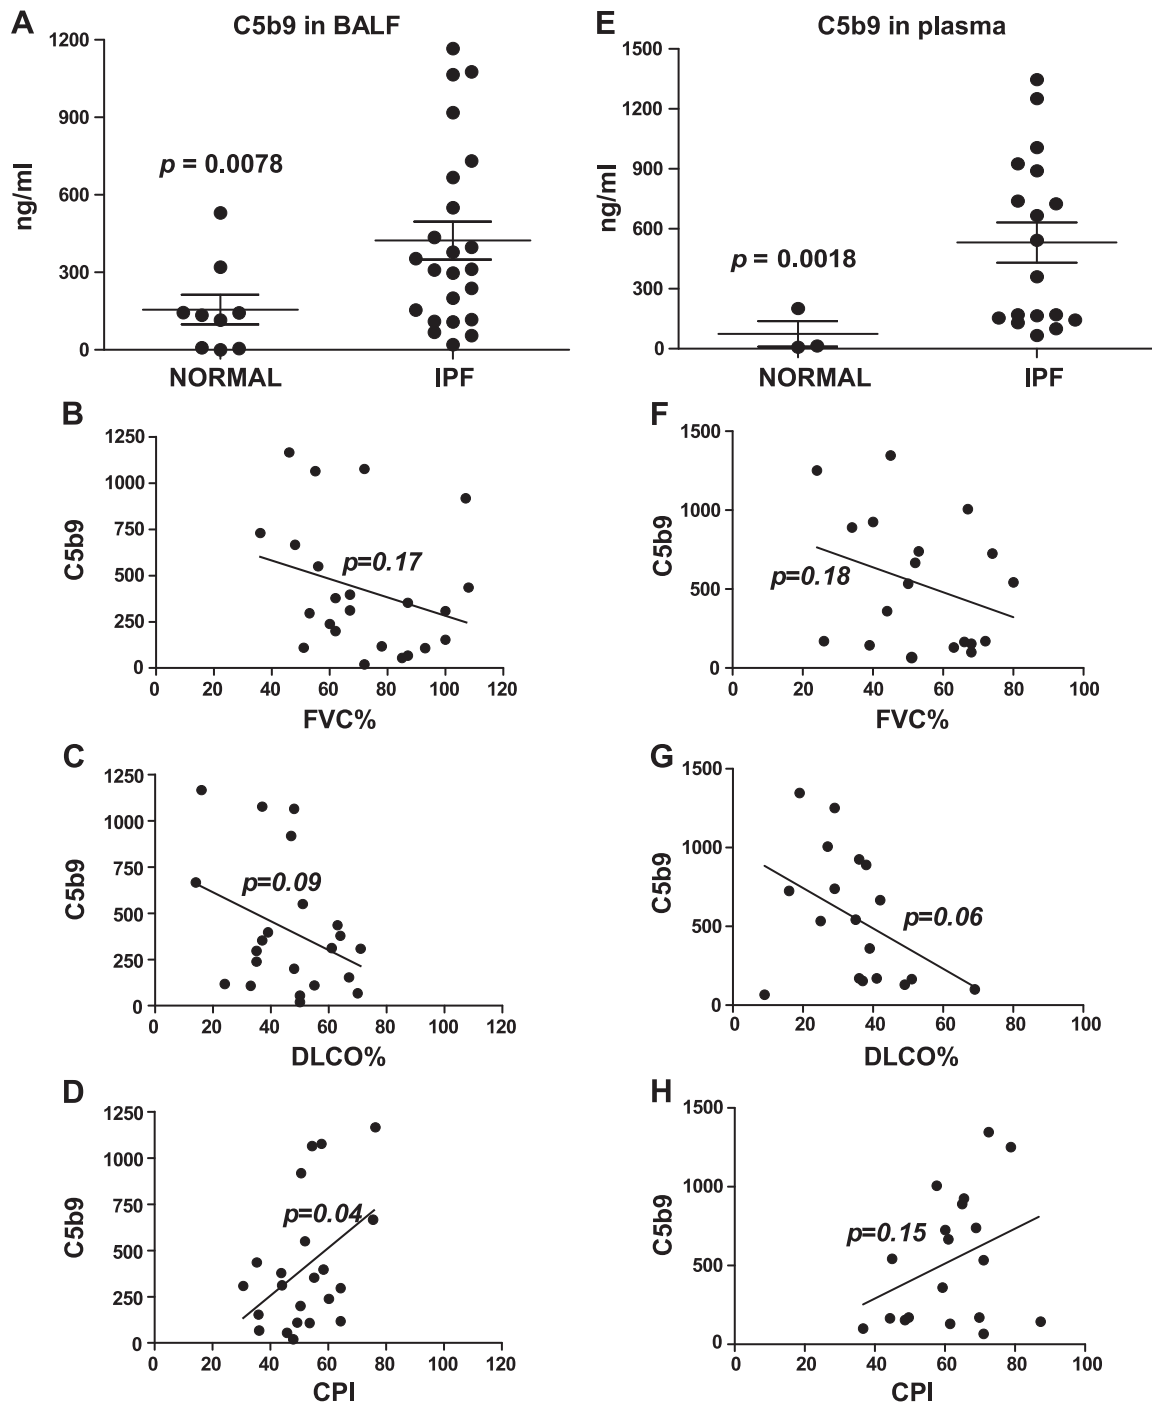 A
C5b9 in BALF
1200
900
600
300
0
ng/ml
p = 0.0078
NORMAL
IPF
E
C5b9 in plasma
1500
1200
900
600
300
0
ng/ml
p = 0.0018
NORMAL
IPF
B
1250
1000
750
500
250
0
C5b9
p=0.17
0 20 40 60 80 100 120
FVC%
F
1500
1000
500
0
C5b9
p=0.18
0 20 40 60 80 100
FVC%
C
1250
1000
750
500
250
0
C5b9
p=0.09
0 20 40 60 80 100 120
DLCO%
G
1500
1000
500
0
C5b9
p=0.06
0 20 40 60 80 100
DLCO%
D
1250
1000
750
500
250
0
C5b9
p=0.04
0 20 40 60 80 100 120
CPI
H
1500
1000
500
0
C5b9
p=0.15
0 20 40 60 80 100
CPI